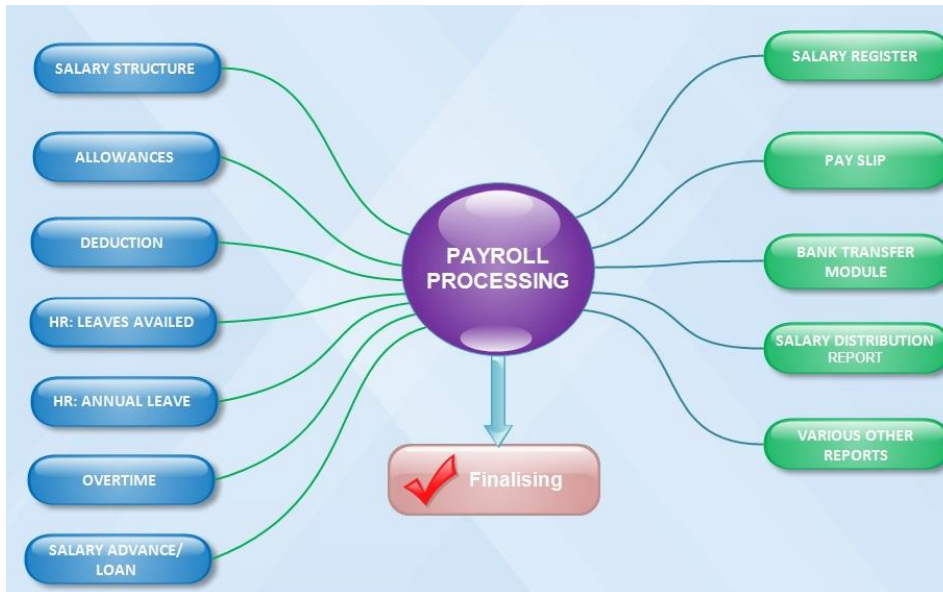 SALARY STRUCTURE
ALLOWANCES
DEDUCTION
HR: LEAVES AVAILED
HR: ANNUAL LEAVE
OVERTIME
SALARY ADVANCE/
LOAN
PAYROLL
PROCESSING
Finalising
SALARY REGISTER
PAY SLIP
BANK TRANSFER
MODULE
SALARY DISTRIBUTION
REPORT
VARIOUS OTHER
REPORTS